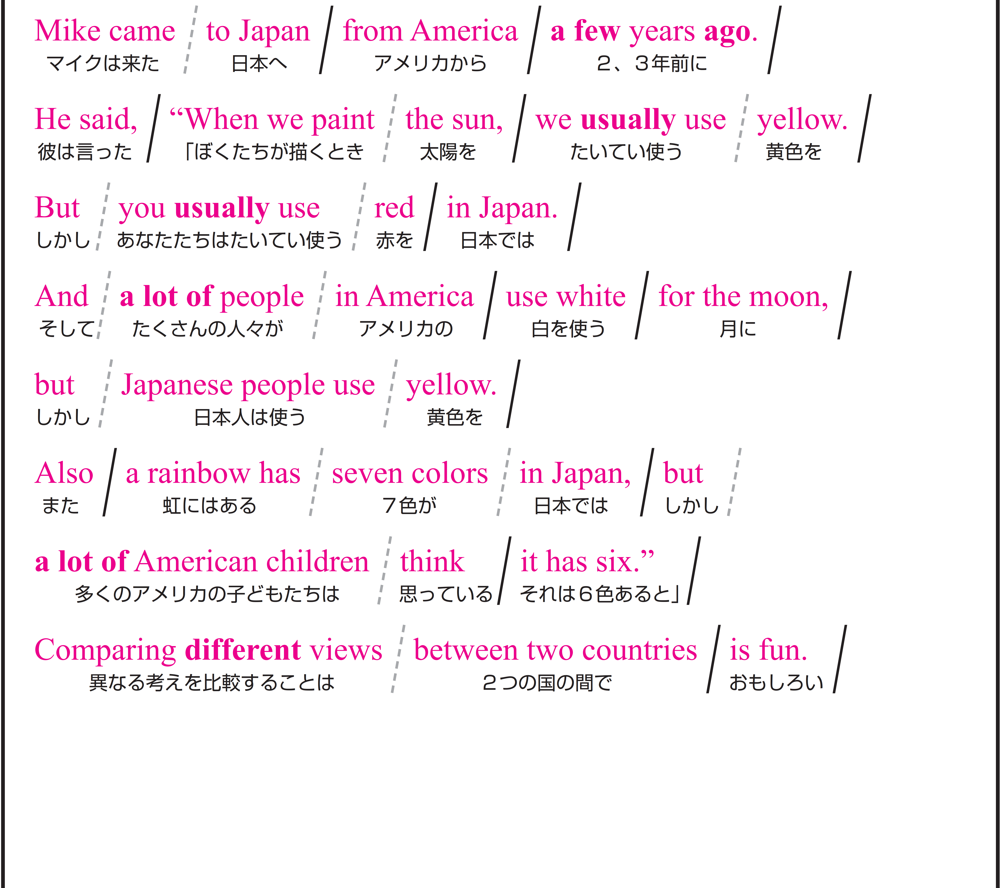 Mike came to Japan from America a few years ago.
マイクは来た 日本へ アメリカから ２、３年前に
He said, “When we paint the sun, we usually use yellow.
彼は言った 「ぼくたちが描くとき 太陽を たいてい使う 黄色を
But you usually use red in Japan.
しかし あなたたちはたいてい使う 赤を 日本では
And a lot of people in America use white for the moon,
そして たくさんの人々が アメリカの 白を使う 月に
but Japanese people use yellow.
しかし 日本人は使う 黄色を
Also a rainbow has seven colors in Japan, but
また 虹にはある ７色が 日本では しかし
a lot of American children think it has six.”
多くのアメリカの子どもたちは 思っている それは６色あると」
Comparing different views between two countries is fun.
異なる考えを比較することは ２つの国の間で おもしろい